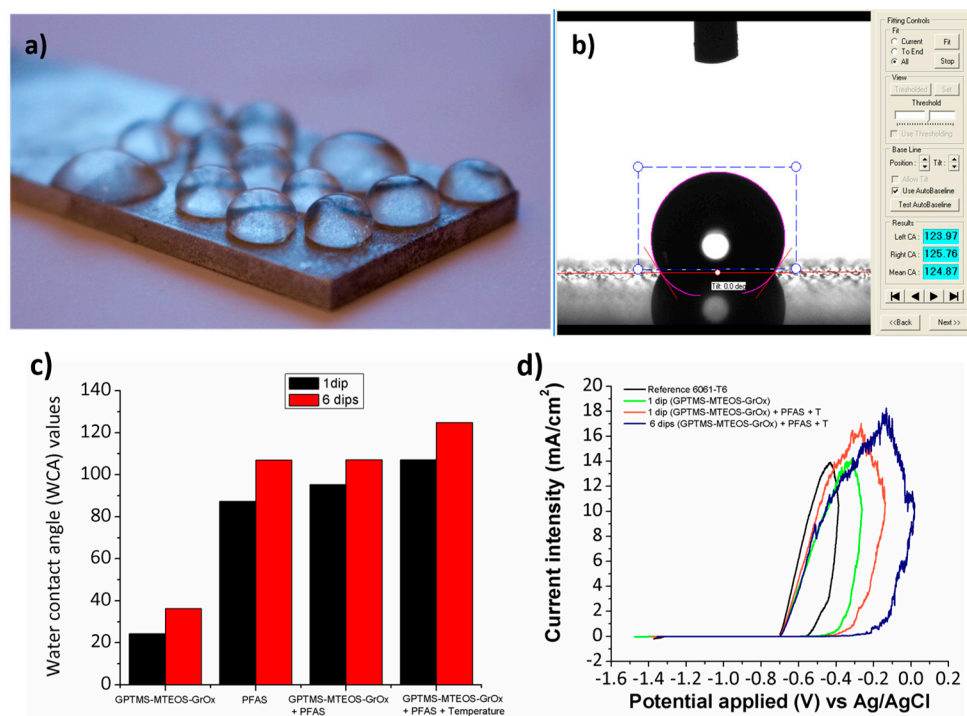 a)
b)
Fitting Controls
Fit
Current
Fit
To End
All
Stop
View
Tresholded
Set
Threshold
Use Thresholding
Base Line
Position :
Tilt :
Allow Tilt
Use AutoBaseline
Test AutoBaseline
Results
Left CA :
123.97
Right CA :
125.76
Mean CA :
124.87
Tilt: 0.0 deg
<<Back
Next >>
c)
1dip
6 dips
Water contact angle (WCA) values
140
120
100
80
60
40
20
0
GPTMS-MTEOS-GrOx
PFAS
GPTMS-MTEOS-GrOx
+ PFAS
GPTMS-MTEOS-GrOx
+ PFAS + Temperature
d)
Reference 6061-T6
1 dip (GPTMS-MTEOS-GrOx)
1 dip (GPTMS-MTEOS-GrOx) + PFAS + T
6 dips (GPTMS-MTEOS-GrOx) + PFAS + T
Current intensity (mA/cm²)
20
18
16
14
12
10
8
6
4
2
0
-2
-1.6 -1.4 -1.2 -1.0 -0.8 -0.6 -0.4 -0.2 0.0 0.2
Potential applied (V) vs Ag/AgCl